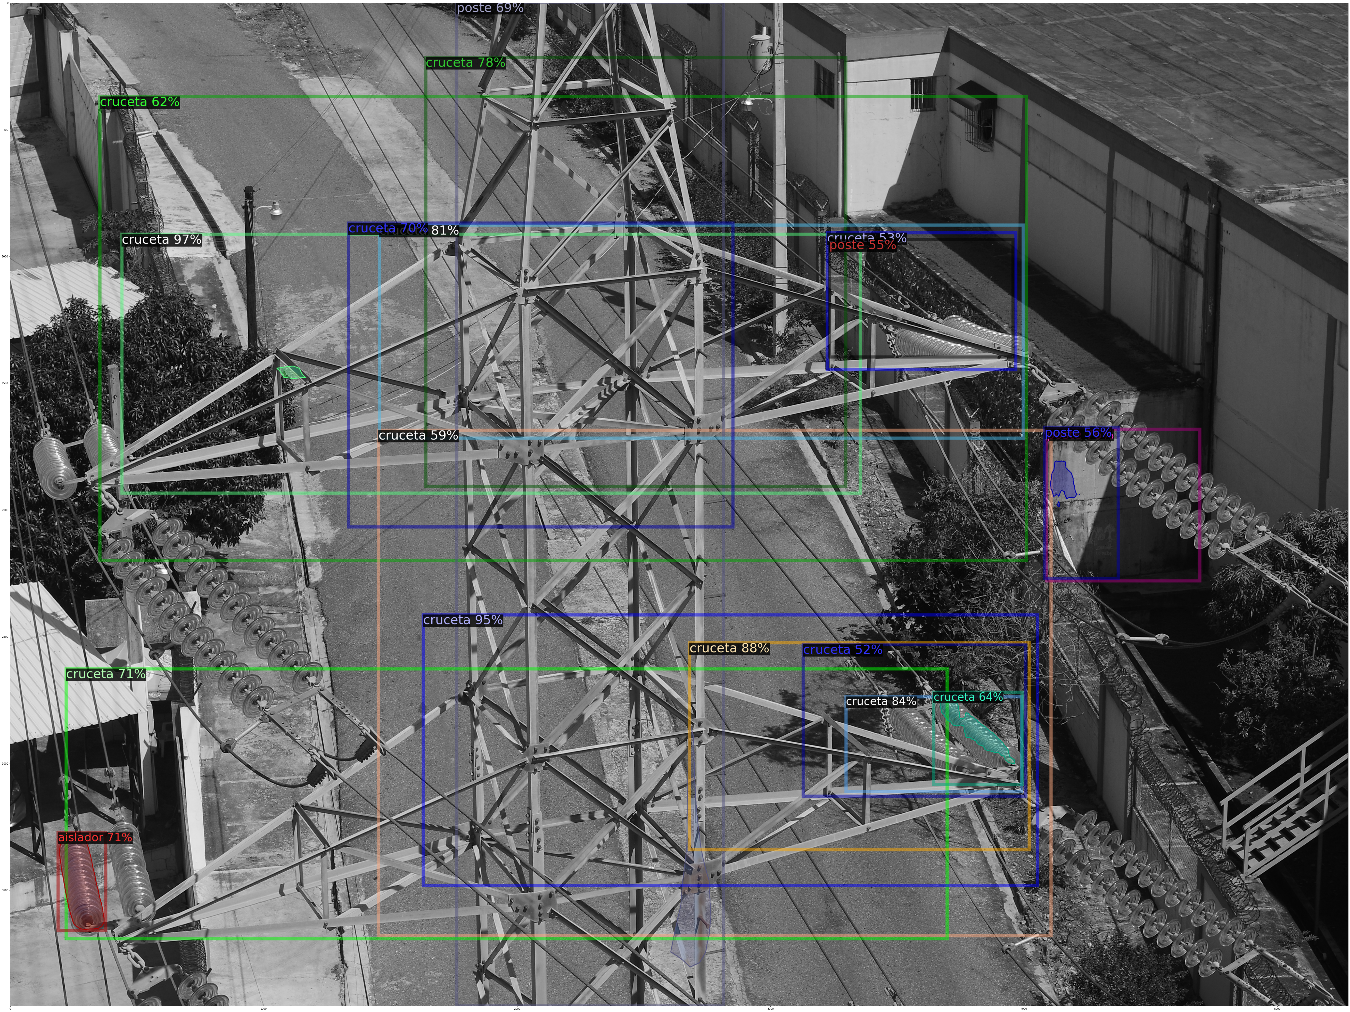 poste 69%
cruceta 78%
cruceta 62%
cruceta 70%
81%
cruceta 97%
cruceta 53%
poste 55%
cruceta 59%
poste 56%
cruceta 95%
cruceta 88%
cruceta 52%
cruceta 71%
cruceta 84%
cruceta 64%
aislador 71%